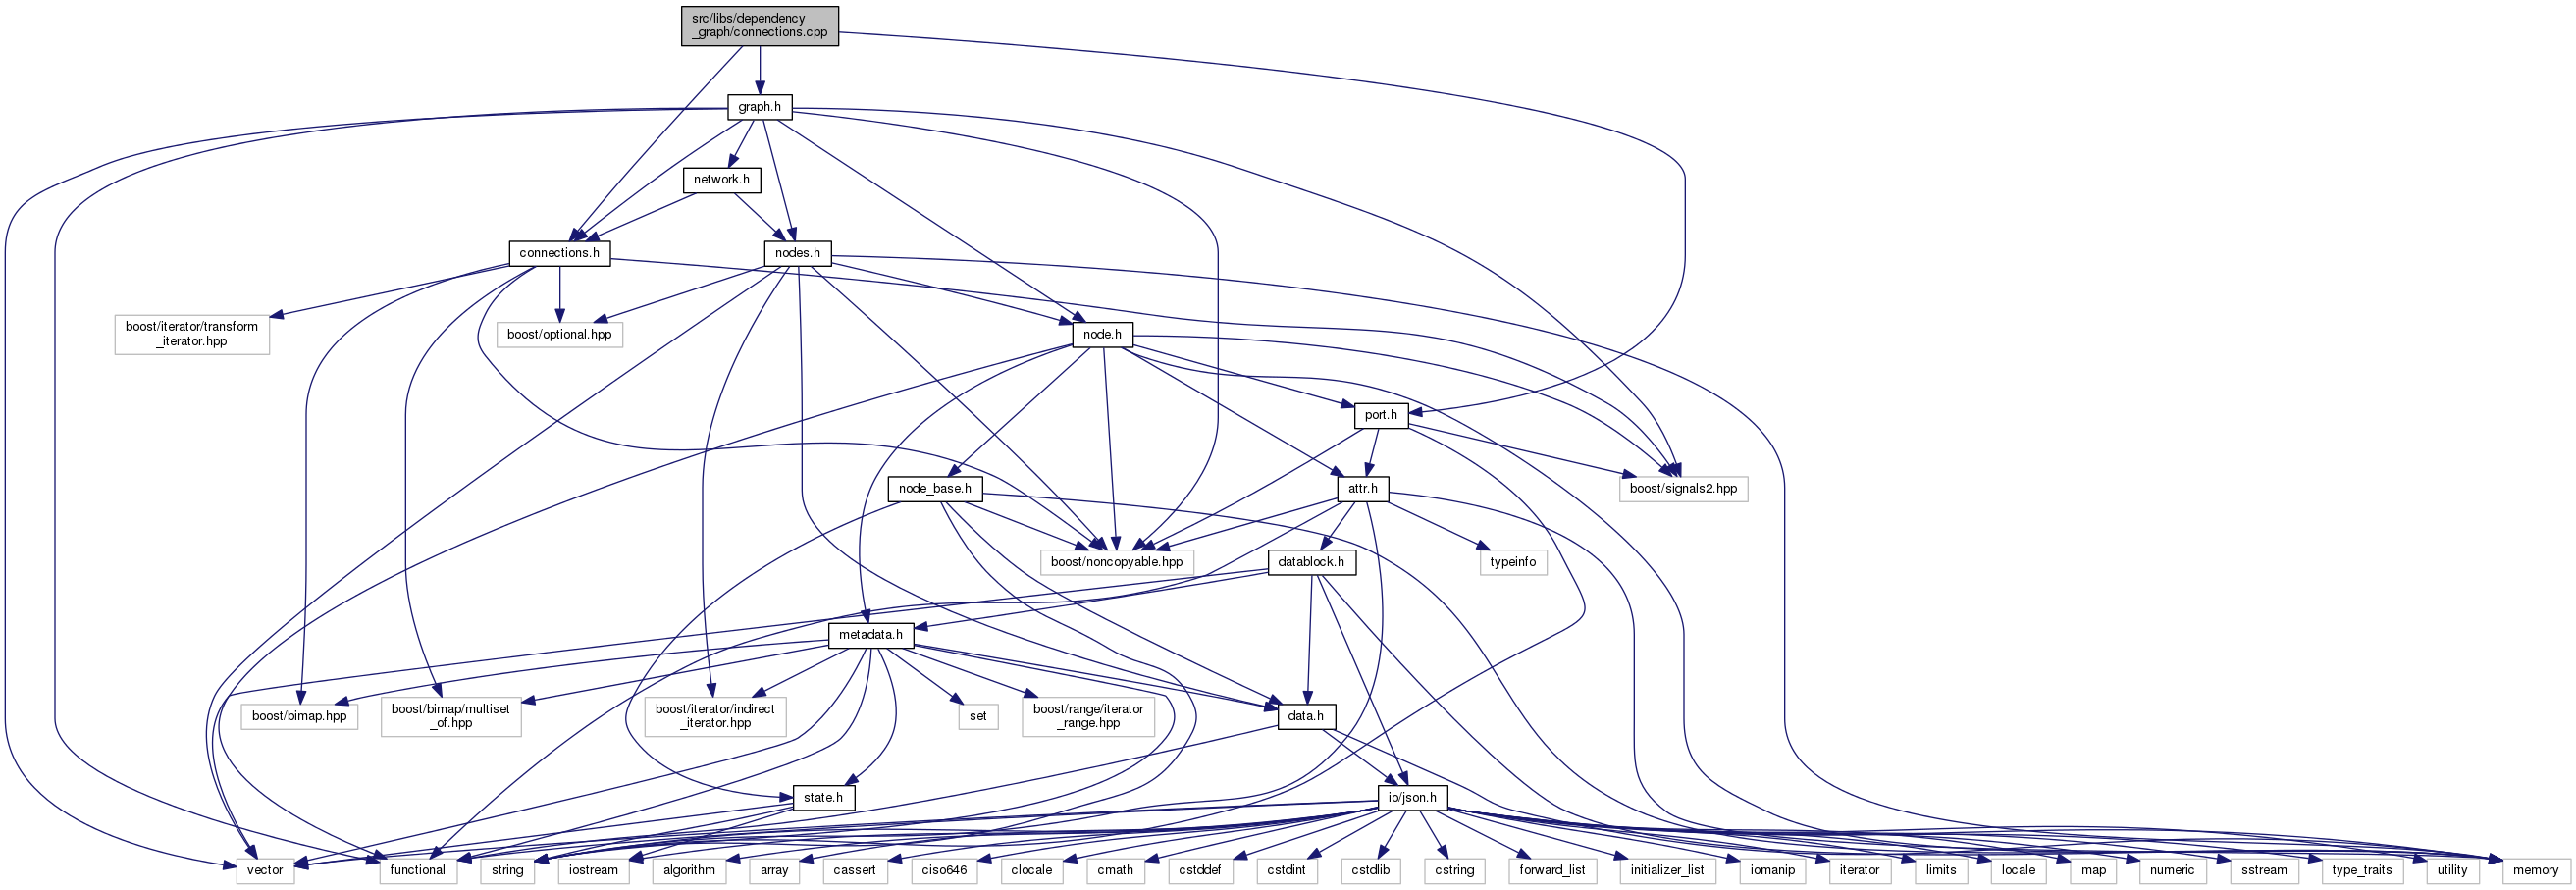 src/libs/dependency
_graph/connections.cpp
graph.h
network.h
connections.h
nodes.h
boost/iterator/transform
_iterator.hpp
boost/optional.hpp
node.h
port.h
node_base.h
attr.h
boost/signals2.hpp
boost/noncopyable.hpp
datablock.h
typeinfo
metadata.h
boost/bimap.hpp
boost/bimap/multiset
_of.hpp
boost/iterator/indirect
_iterator.hpp
set
boost/range/iterator
_range.hpp
data.h
state.h
io/json.h
vector
functional
string
iostream
algorithm
array
cassert
ciso646
clocale
cmath
cstddef
cstdint
cstdlib
cstring
forward_list
initializer_list
iomanip
iterator
limits
locale
map
numeric
sstream
type_traits
utility
memory